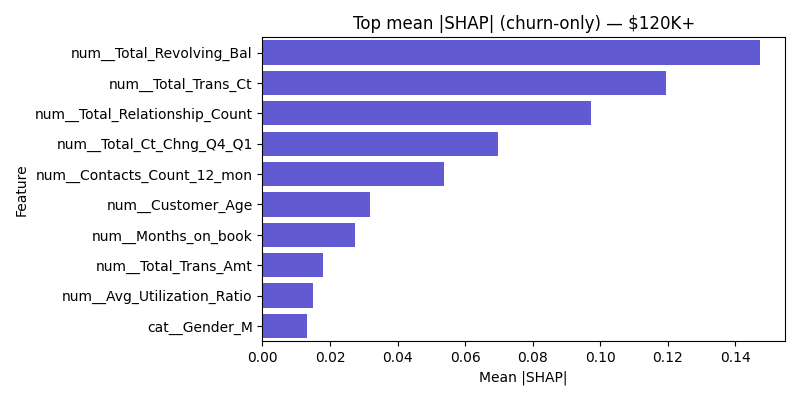 Top mean |SHAP| (churn-only) — $120K+
num__Total_Revolving_Bal
num__Total_Trans_Ct
num__Total_Relationship_Count
num__Total_Ct_Chng_Q4_Q1
num__Contacts_Count_12_mon
num__Customer_Age
num__Months_on_book
num__Total_Trans_Amt
num__Avg_Utilization_Ratio
cat__Gender_M
Feature
0.00 0.02 0.04 0.06 0.08 0.10 0.12 0.14
Mean |SHAP|